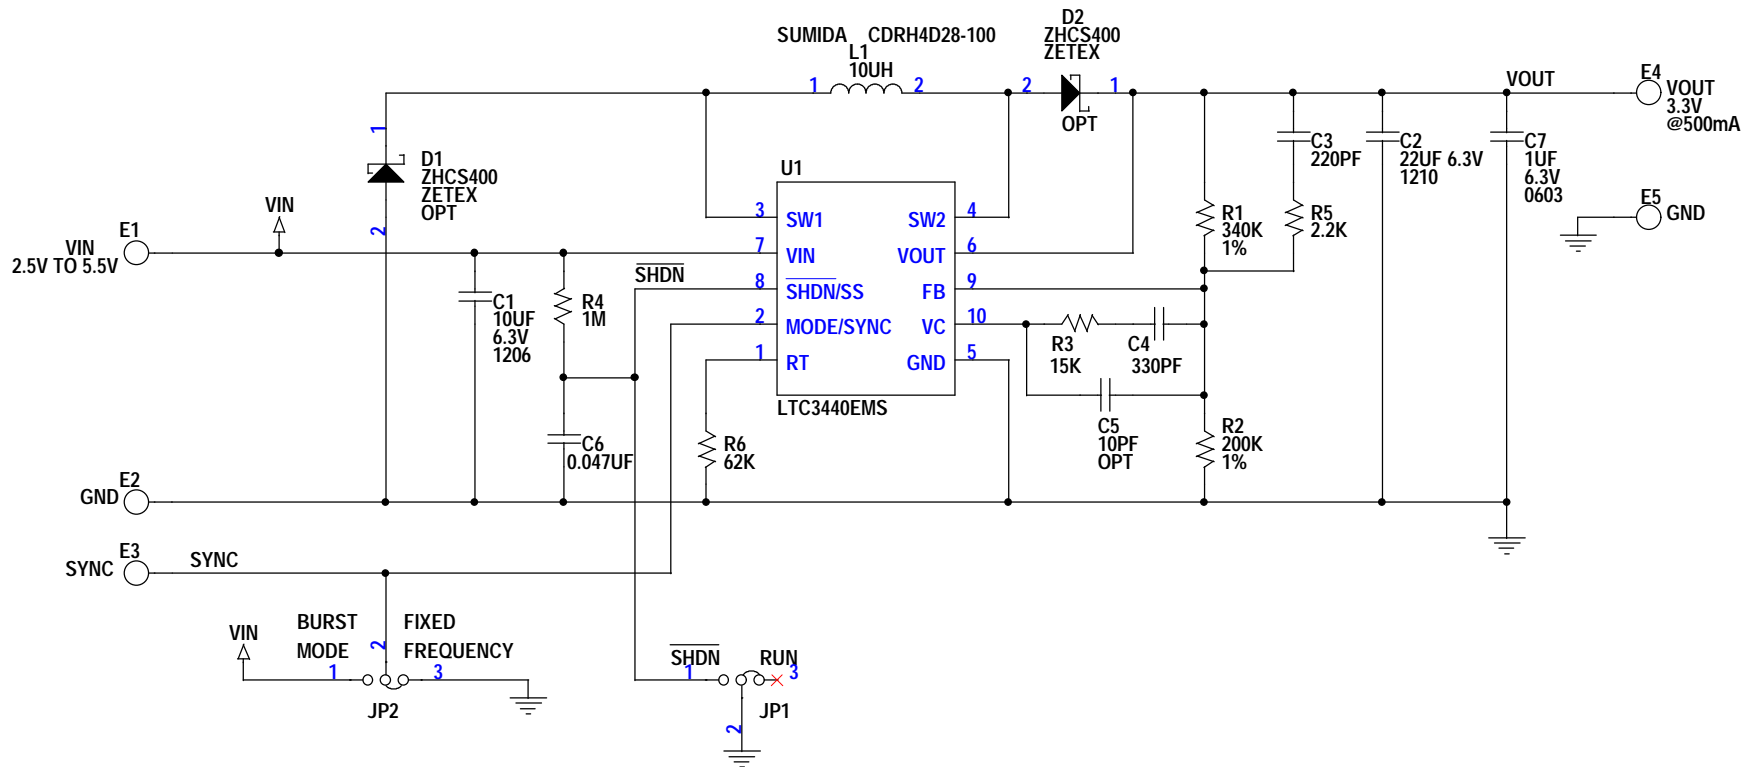 SUMIDA CDRH4D28-100
L1
10UH
1
2
D2
ZHCS400
ZETEX
2
1
OPT
VOUT
E4
VOUT
3.3V
@500mA
1
D1
ZHCS400
ZETEX
OPT
2
C3
220PF
C2
22UF 6.3V
1210
C7
1UF
6.3V
0603
U1
3 SW1
7 VIN
8 SHDN/SS
2 MODE/SYNC
1 RT
SW2 4
VOUT 6
FB 9
VC 10
GND 5
LTC3440EMS
R1
340K
1%
R5
2.2K
E5
GND
VIN
E1
VIN
2.5V TO 5.5V
SHDN
C1
10UF
6.3V
1206
R4
1M
R3
15K
C4
330PF
C5
10PF
OPT
R2
200K
1%
C6
0.047UF
R6
62K
E2
GND
E3
SYNC
SYNC
VIN
BURST
MODE
1
2
FIXED
FREQUENCY
3
JP2
SHDN
1
RUN
3
JP1
2